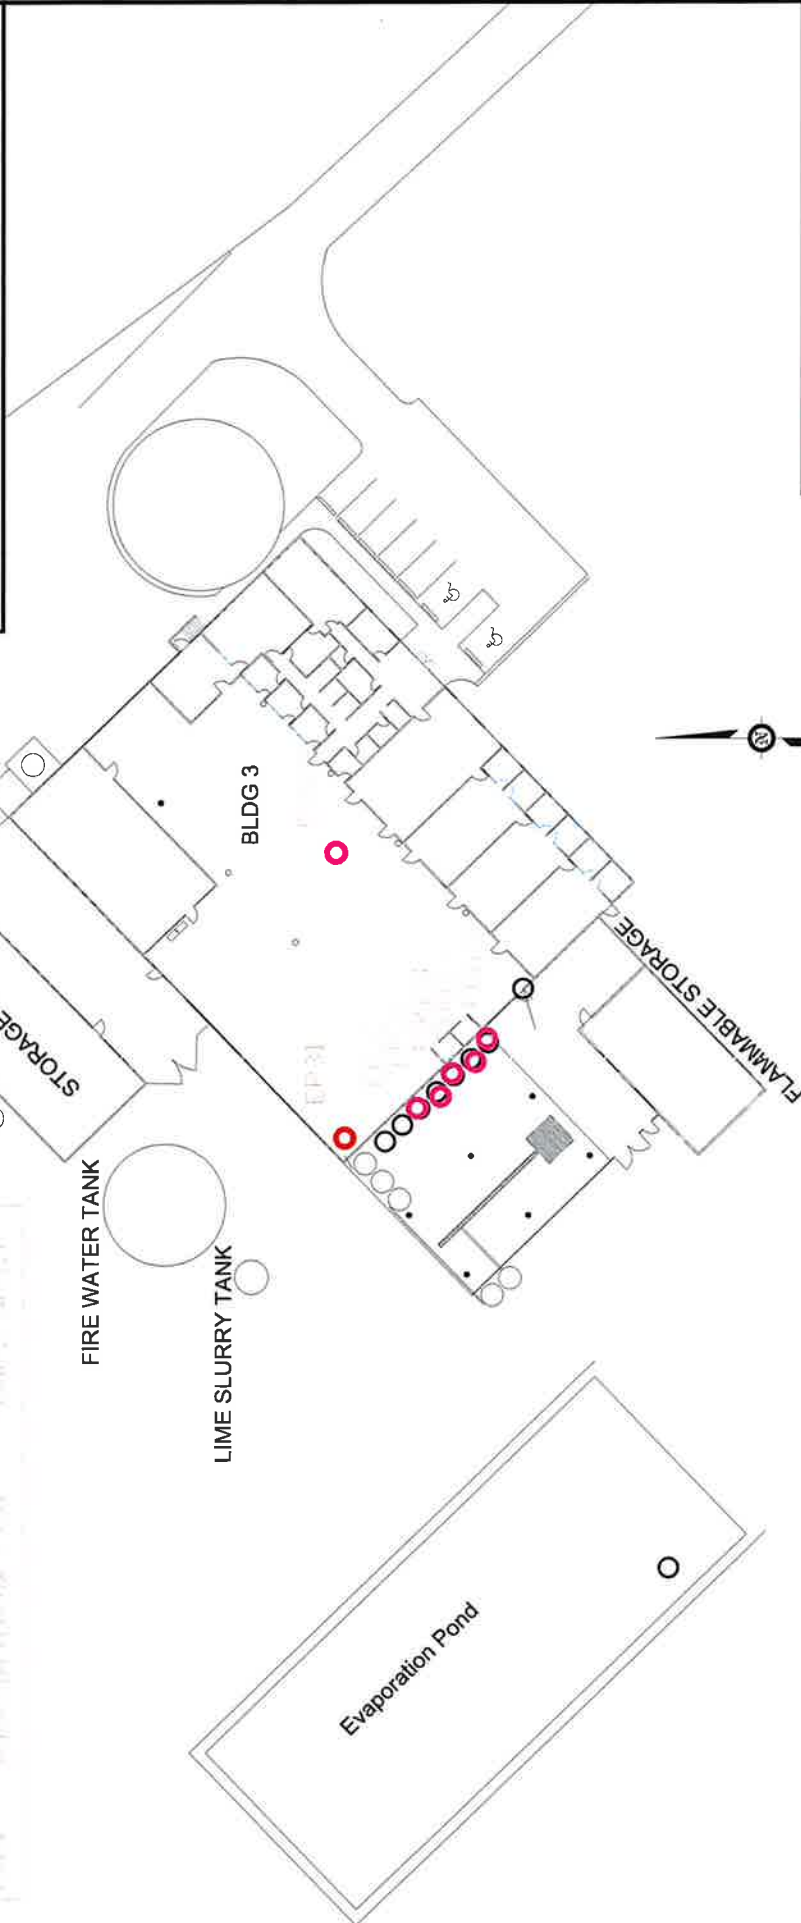 BLDG 3
STORAGE
FLAMMABLE STORAGE
FIRE WATER TANK
LIME SLURRY TANK
Evaporation Pond
N